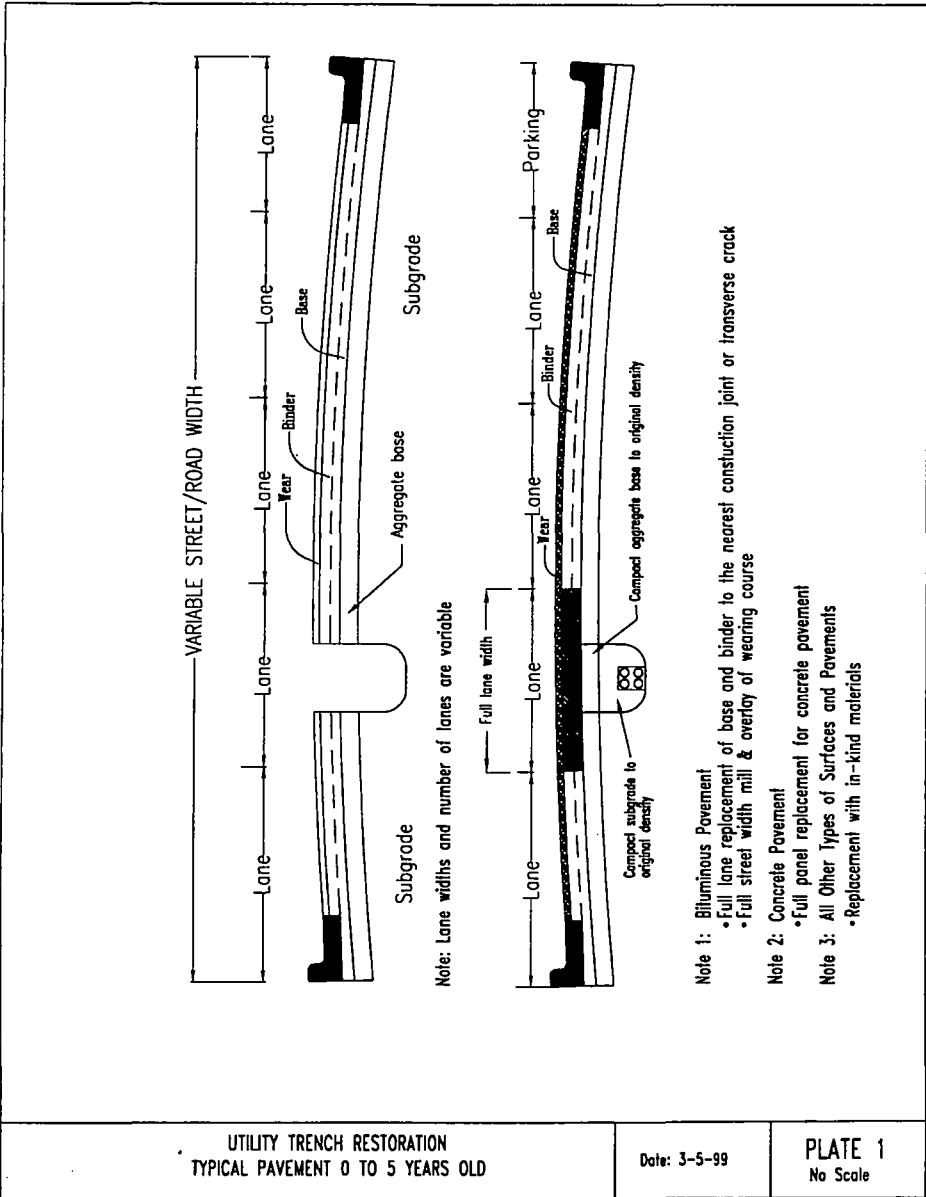 VARIABLE STREET/ROAD WIDTH
Lane
Lane
Lane
Lane
Lane
Wear
Binder
Base
Aggregate base
Subgrade
Subgrade
Note: Lane widths and number of lanes are variable
Full lane width
Lane
Lane
Lane
Lane
Parking
Wear
Binder
Base
Compact subgrade to
original density
Compact aggregate base to original density
Note 1: Bituminous Pavement
•Full lane replacement of base and binder to the nearest constuction joint or transverse crack
•Full street width mill & overlay of wearing course
Note 2: Concrete Pavement
•Full panel replacement for concrete pavement
Note 3: All Other Types of Surfaces and Pavements
•Replacement with in-kind materials
UTILITY TRENCH RESTORATION
TYPICAL PAVEMENT 0 TO 5 YEARS OLD
Date: 3-5-99
PLATE 1
No Scale